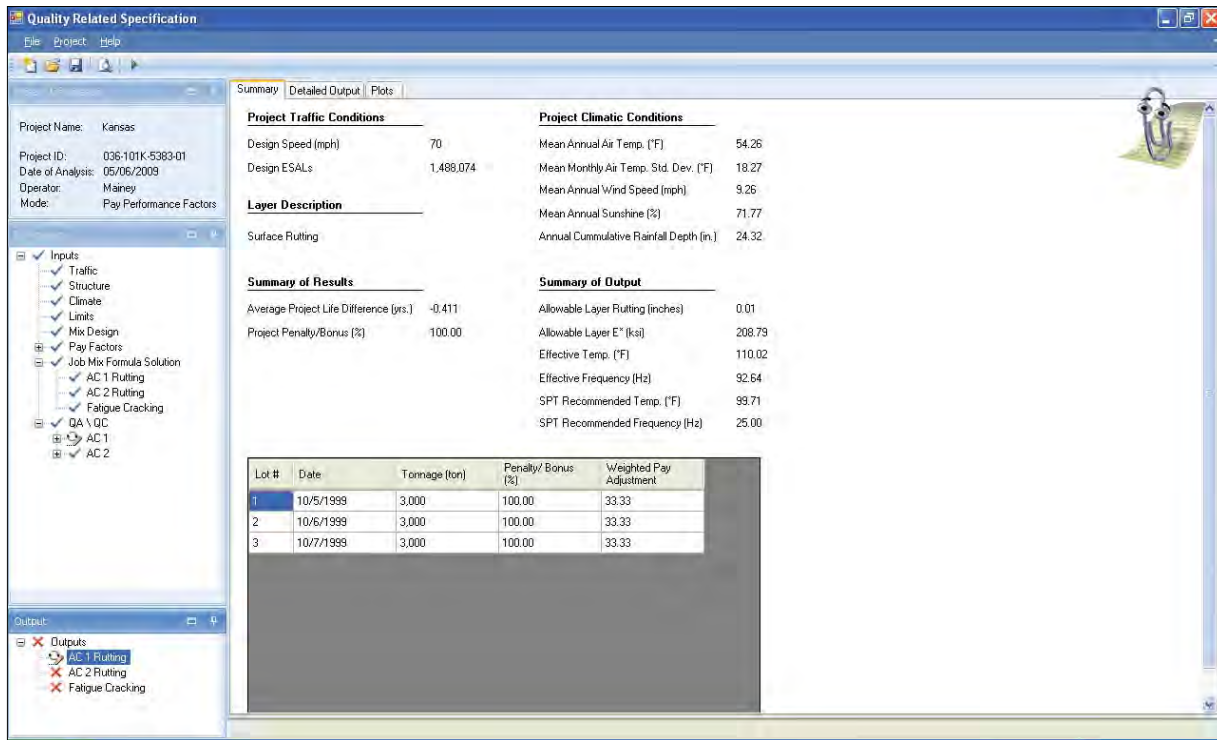 Quality Related Specification
File Project Help
Project Name: Kansas
Project ID: 036-101K-5383-01
Date of Analysis: 05/06/2009
Operator: Mainey
Mode: Pay Performance Factors
Inputs
Traffic
Structure
Climate
Limits
Mix Design
Pay Factors
Job Mix Formula Solution
AC 1 Rutting
AC 2 Rutting
Fatigue Cracking
QA \ QC
AC 1
AC 2
Output
Outputs
AC 1 Rutting
AC 2 Rutting
Fatigue Cracking
Summary Detailed Output Plots
Project Traffic Conditions
Design Speed (mph) 70
Design ESALs 1,488,074
Layer Description
Surface Rutting
Summary of Results
Average Project Life Difference (yrs.) -0.411
Project Penalty/Bonus (%) 100.00
Project Climatic Conditions
Mean Annual Air Temp. (°F) 54.26
Mean Monthly Air Temp. Std. Dev. (°F) 18.27
Mean Annual Wind Speed (mph) 9.26
Mean Annual Sunshine (%) 71.77
Annual Cummulative Rainfall Depth (in.) 24.32
Summary of Output
Allowable Layer Rutting (inches) 0.01
Allowable Layer E* (ksi) 208.79
Effective Temp. (°F) 110.02
Effective Frequency (Hz) 92.64
SPT Recommended Temp. (°F) 99.71
SPT Recommended Frequency (Hz) 25.00
Lot # Date Tonnage (ton) Penalty/ Bonus (%) Weighted Pay Adjustment
1 10/5/1999 3,000 100.00 33.33
2 10/6/1999 3,000 100.00 33.33
3 10/7/1999 3,000 100.00 33.33